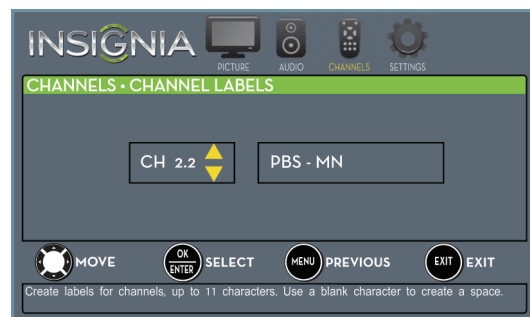 INSIGNIA
PICTURE AUDIO CHANNELS SETTINGS
CHANNELS • CHANNEL LABELS
CH 2.2 PBS - MN
MOVE OK ENTER SELECT MENU PREVIOUS EXIT EXIT
Create labels for channels, up to 11 characters. Use a blank character to create a space.